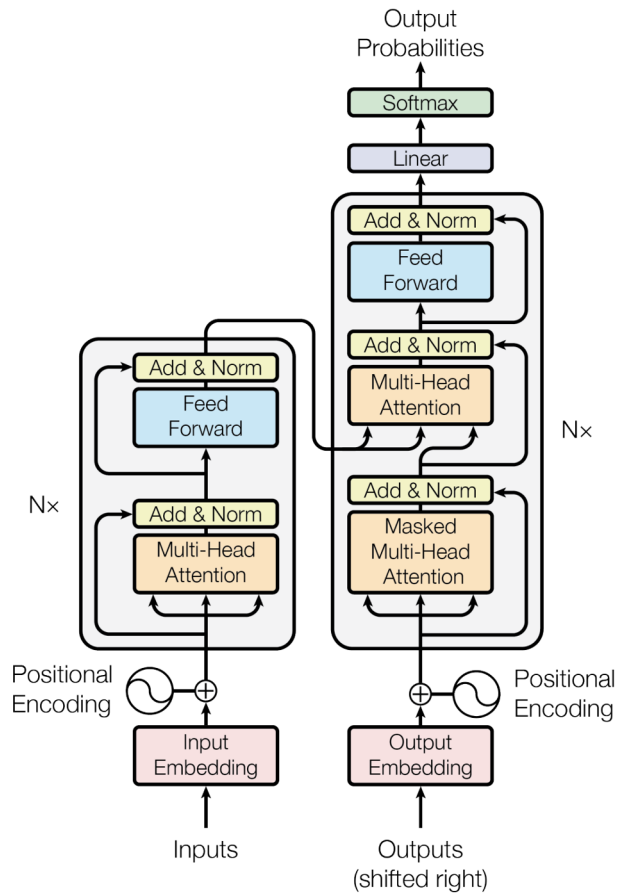 Output
Probabilities
Softmax
Linear
Add & Norm
Feed
Forward
Add & Norm
Multi-Head
Attention
Nx
Add & Norm
Masked
Multi-Head
Attention
Add & Norm
Feed
Forward
Nx
Add & Norm
Multi-Head
Attention
Positional
Encoding
Positional
Encoding
Input
Embedding
Output
Embedding
Inputs
Outputs
(shifted right)